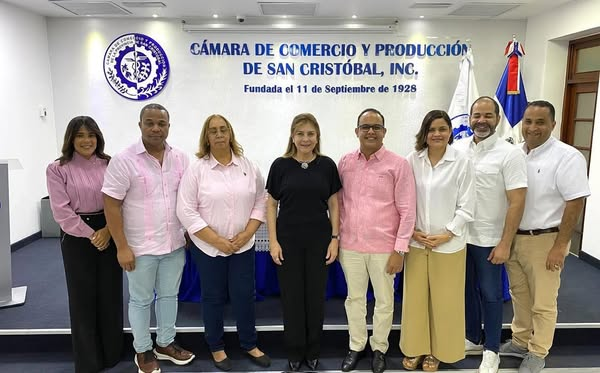 CÁMARA DE COMERCIO Y PRODUCCIÓN
DE SAN CRISTÓBAL, INC.
Fundada el 11 de Septiembre de 1928